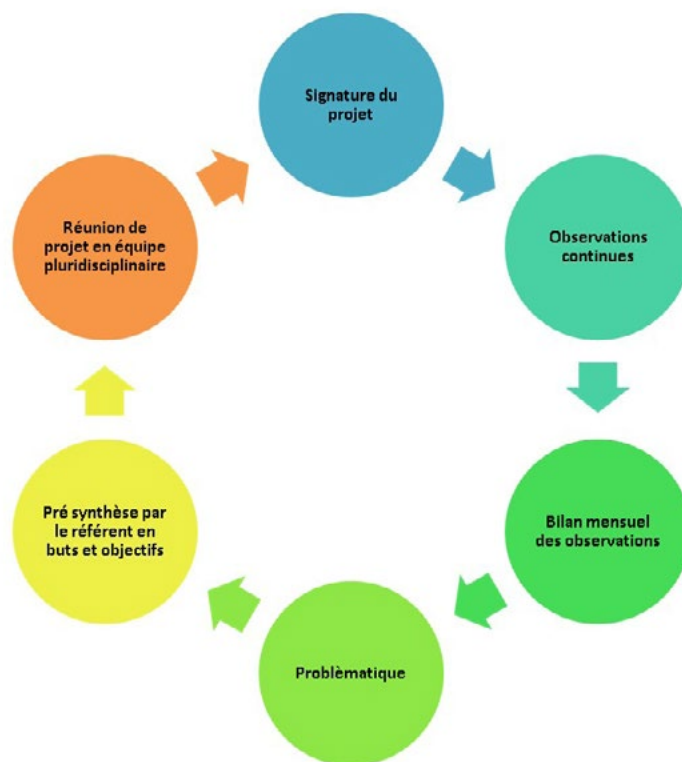 Signature du
projet
Observations
continues
Bilan mensuel
des observations
Problèmatique
Pré synthèse par
le référent en
buts et objectifs
Réunion de
projet en équipe
pluridisciplinaire